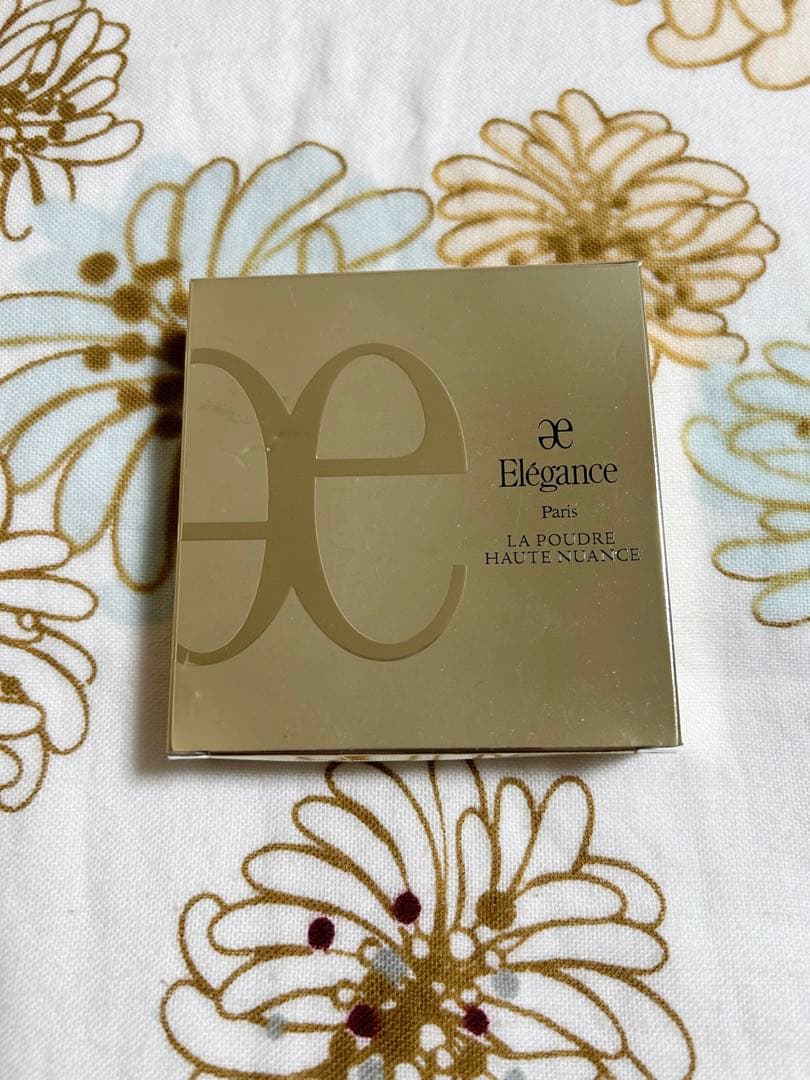 æ
Elégance
Paris
LA POUDRE
HAUTE NUANCE